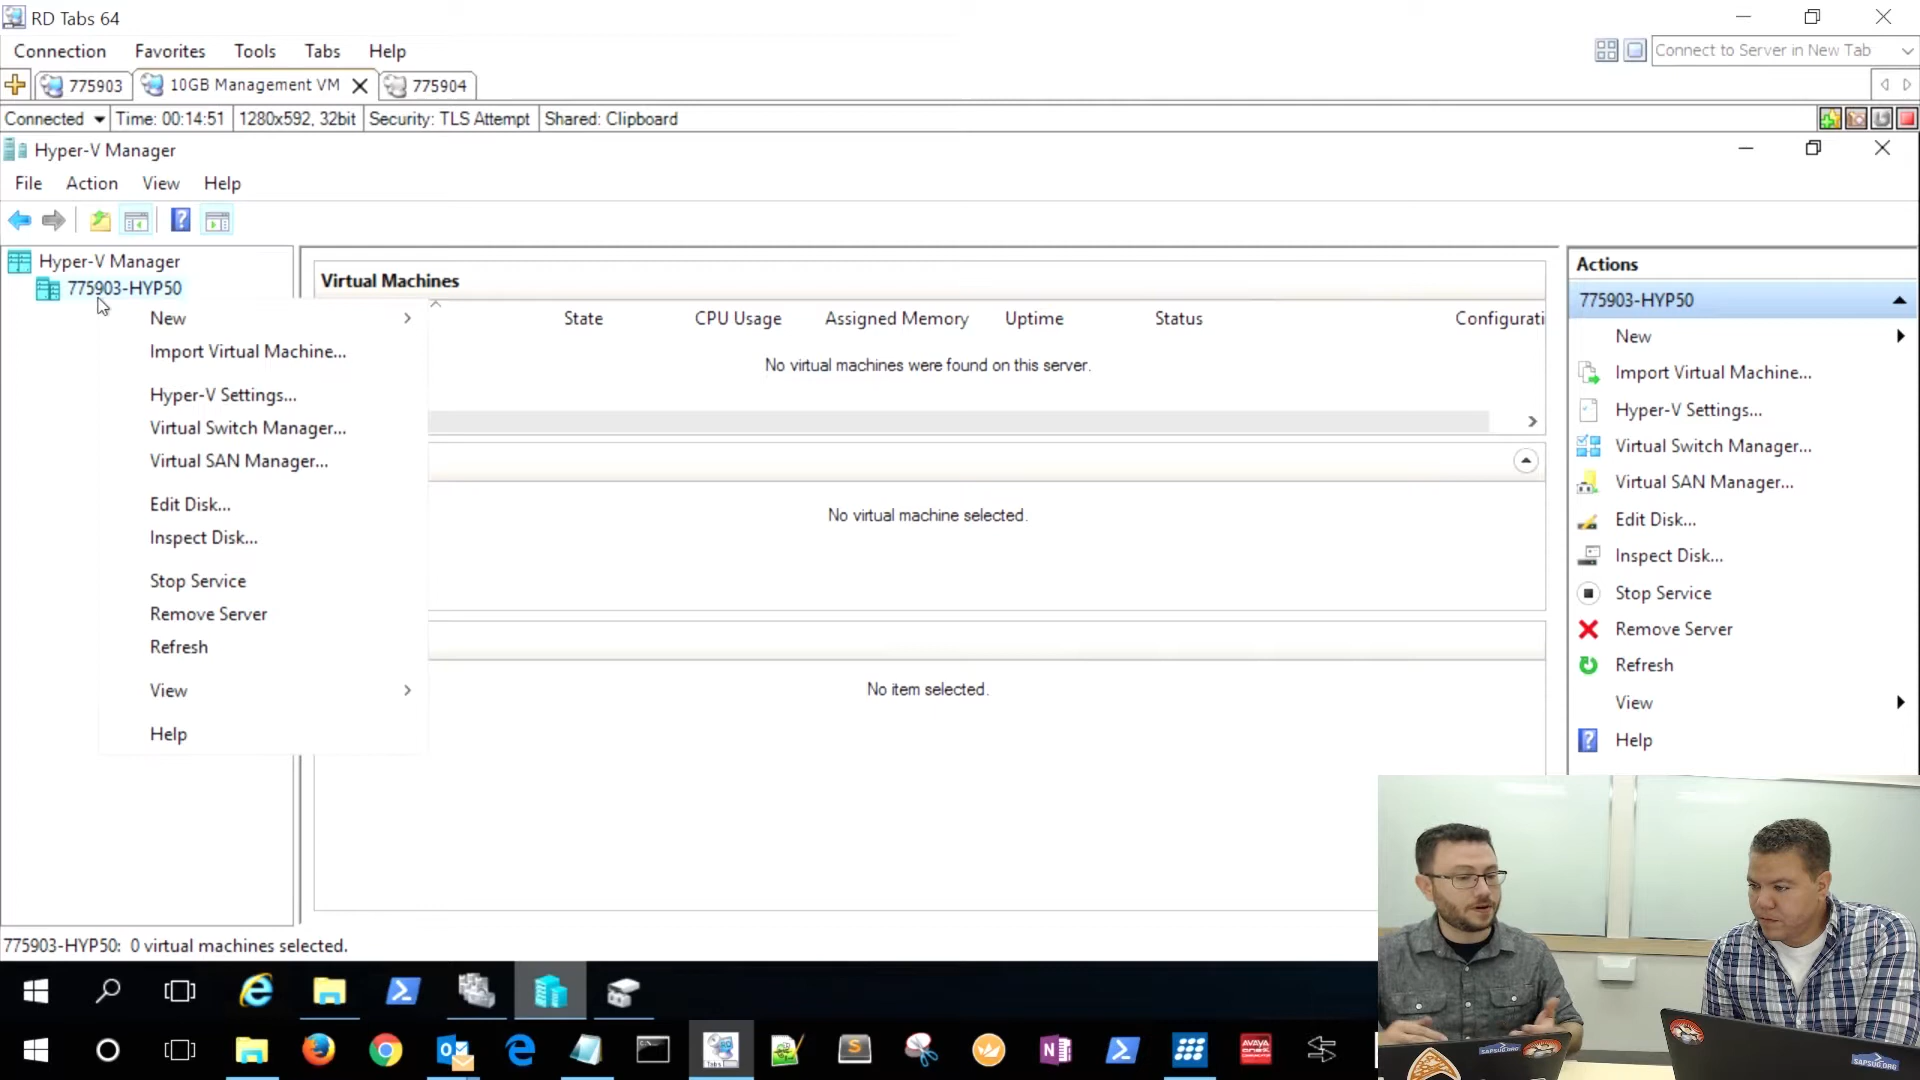 RD Tabs 64
Connection Favorites Tools Tabs Help
Connect to Server in New Tab
775903 10GB Management VM 775904
Connected Time: 00:14:51 1280x592, 32bit Security: TLS Attempt Shared: Clipboard
Hyper-V Manager
File Action View Help
Hyper-V Manager
775903-HYP50
New
Import Virtual Machine...
Hyper-V Settings...
Virtual Switch Manager...
Virtual SAN Manager...
Edit Disk...
Inspect Disk...
Stop Service
Remove Server
Refresh
View
Help
Virtual Machines
State CPU Usage Assigned Memory Uptime Status Configurati
No virtual machines were found on this server.
No virtual machine selected.
No item selected.
Actions
775903-HYP50
New
Import Virtual Machine...
Hyper-V Settings...
Virtual Switch Manager...
Virtual SAN Manager...
Edit Disk...
Inspect Disk...
Stop Service
Remove Server
Refresh
View
Help
775903-HYP50: 0 virtual machines selected.
Tabs
AVAYA
SAPSUG.ORG
SAPSUG.ORG